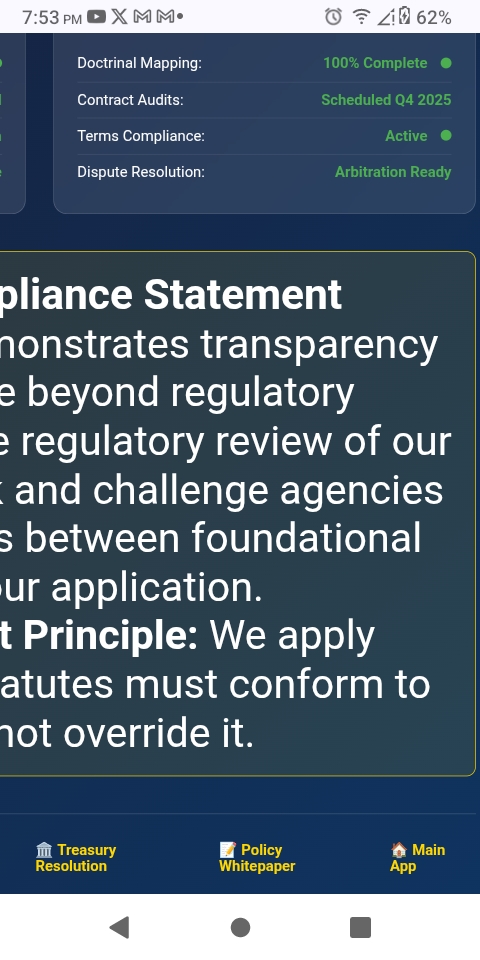 7:53 PM
62%
Doctrinal Mapping: 100% Complete
Contract Audits: Scheduled Q4 2025
Terms Compliance: Active
Dispute Resolution: Arbitration Ready
pliance Statement
monstrates transparency
e beyond regulatory
e regulatory review of our
and challenge agencies
s between foundational
our application.
t Principle: We apply
atutes must conform to
not override it.
🏛️ Treasury Resolution
📝 Policy Whitepaper
🏠 Main App